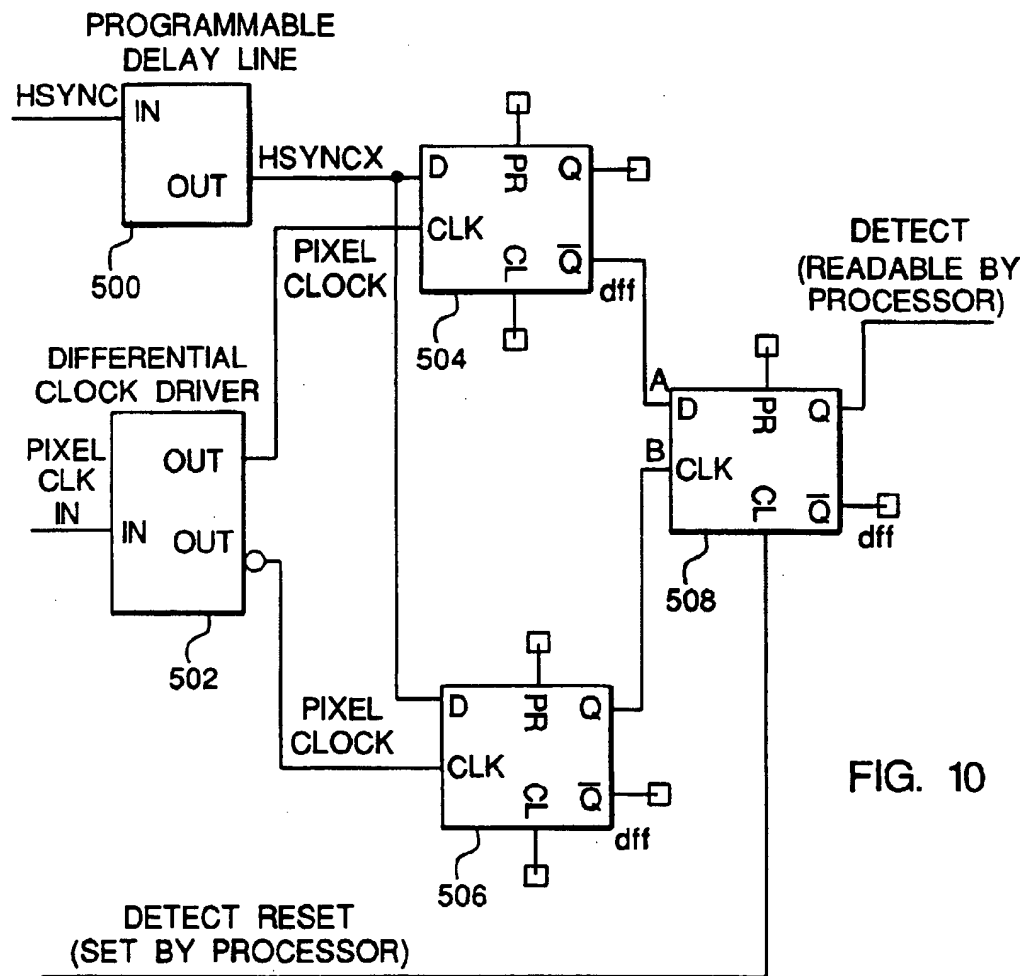 PROGRAMMABLE
DELAY LINE
HSYNC
IN
OUT
500
HSYNCX
D
CLK
PR
CL
Q
Q̅
dff
504
PIXEL
CLOCK
DETECT
(READABLE BY
PROCESSOR)
DIFFERENTIAL
CLOCK DRIVER
PIXEL
CLK
IN
IN
OUT
OUT
502
A
B
D
CLK
PR
CL
Q
Q̅
dff
508
PIXEL
CLOCK
D
CLK
PR
CL
Q
Q̅
dff
506
FIG. 10
DETECT RESET
(SET BY PROCESSOR)